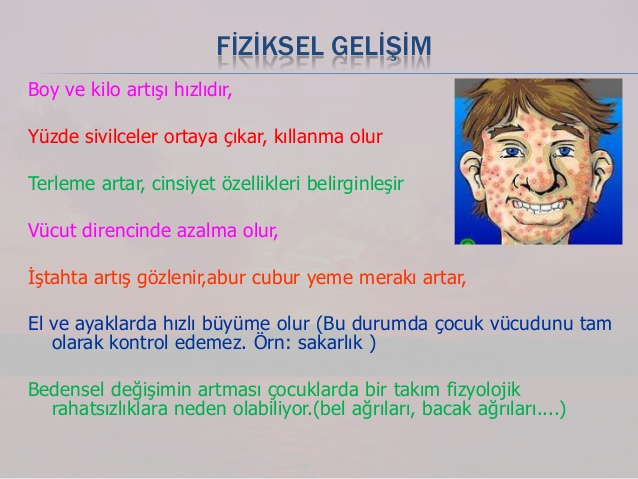 FİZİKSEL GELİŞİM
Boy ve kilo artışı hızlıdır,
Yüzde sivilceler ortaya çıkar, kıllanma olur
Terleme artar, cinsiyet özellikleri belirginleşir
Vücut direncinde azalma olur,
İştahta artış gözlenir,abur cubur yeme merakı artar,
El ve ayaklarda hızlı büyüme olur (Bu durumda çocuk vücudunu tam
olarak kontrol edemez. Örn: sakarlık )
Bedensel değişimin artması çocuklarda bir takım fizyolojik
rahatsızlıklara neden olabiliyor.(bel ağrıları, bacak ağrıları....)